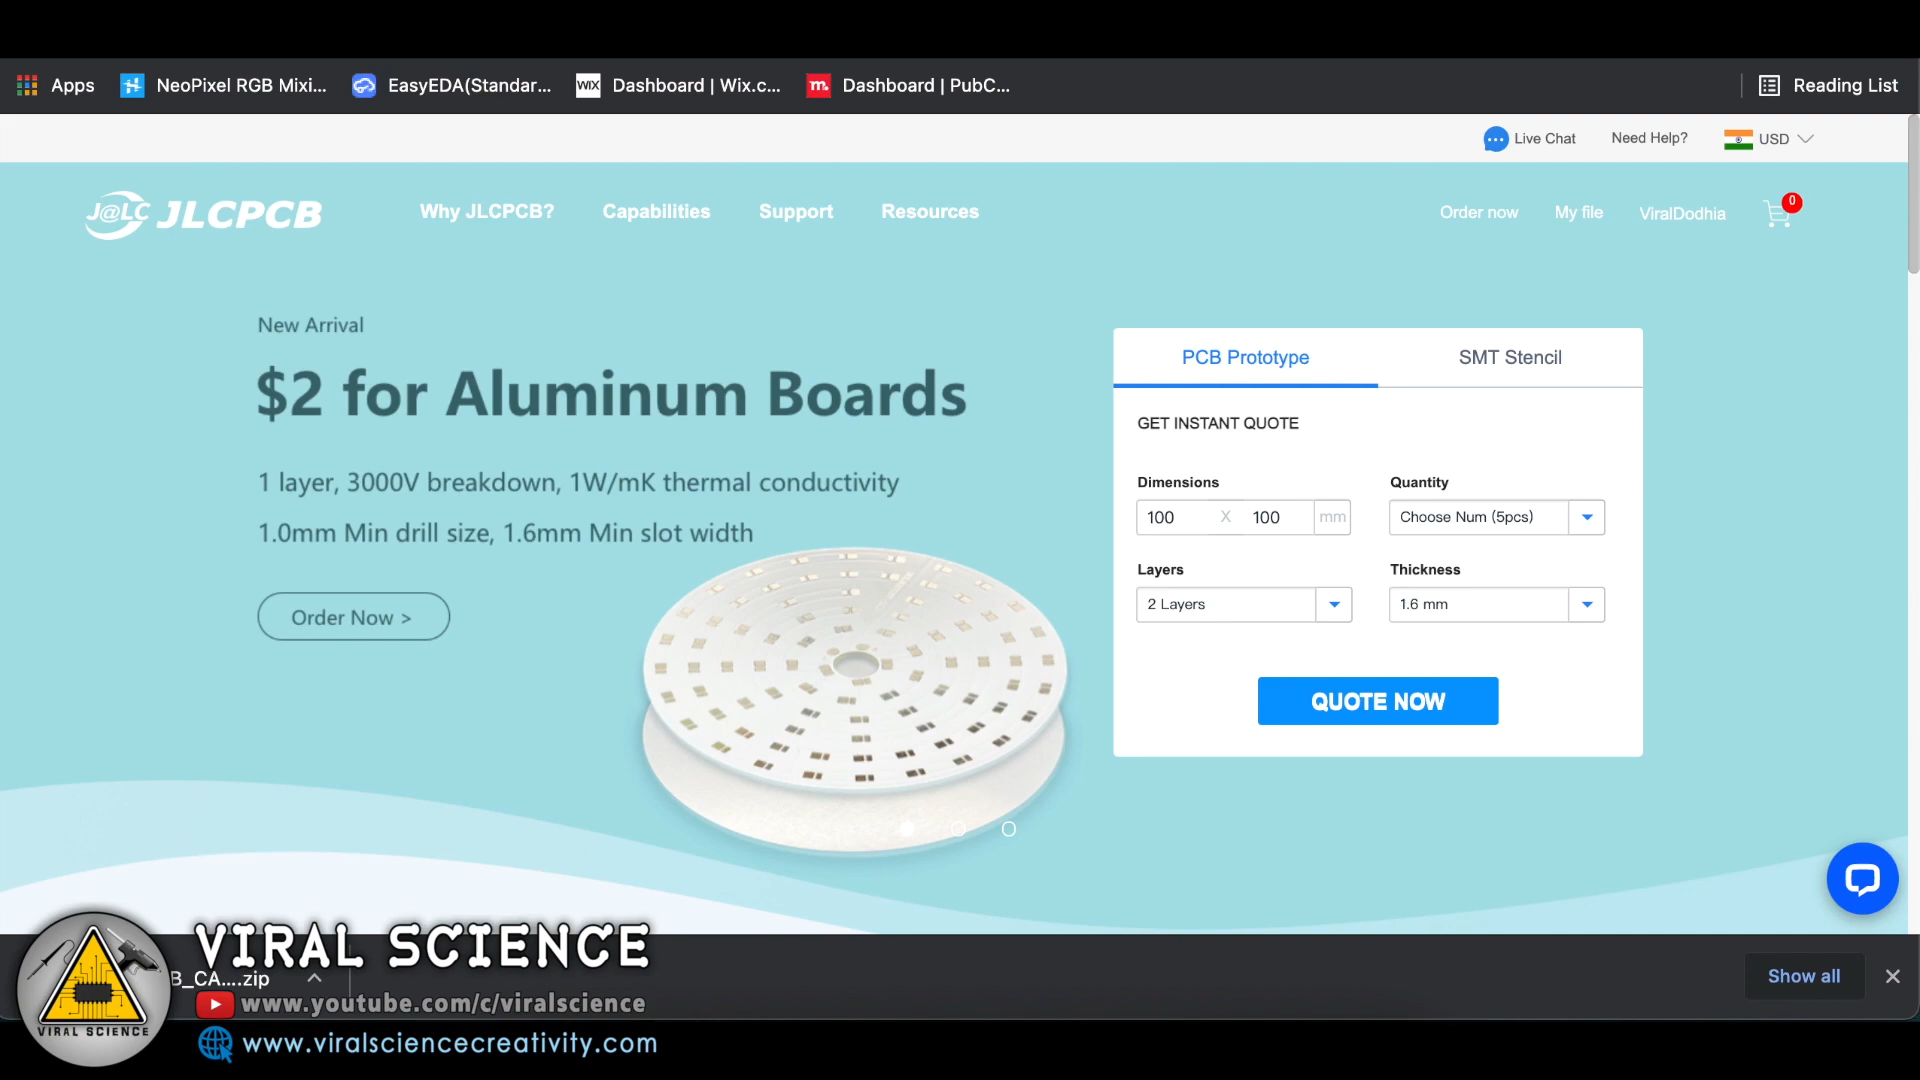 Apps NeoPixel RGB Mixi... EasyEDA(Standar... WIX Dashboard | Wix.c... m. Dashboard | PubC... Reading List
Live Chat Need Help? USD
J@LC JLCPCB Why JLCPCB? Capabilities Support Resources Order now My file ViralDodhia 0
New Arrival
$2 for Aluminum Boards
1 layer, 3000V breakdown, 1W/mK thermal conductivity
1.0mm Min drill size, 1.6mm Min slot width
Order Now >
PCB Prototype SMT Stencil
GET INSTANT QUOTE
Dimensions Quantity
100 X 100 mm Choose Num (5pcs)
Layers Thickness
2 Layers 1.6 mm
QUOTE NOW
VIRAL SCIENCE
B_CA....zip Show all
www.youtube.com/c/viralscience
VIRAL SCIENCE
www.viralsciencecreativity.com